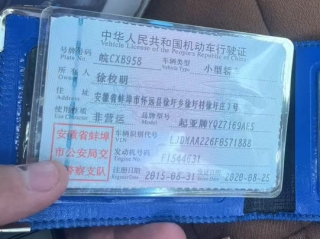 中华人民共和国机动车行驶证
Vehicle License of the People's Republic of China
号牌号码 Plate No. 皖CXB958 车辆类型 Vehicle Type 小型轿
所有人 Owner 徐校明
住址 安徽省蚌埠市怀远县徐圩乡徐圩村徐圩庄2号
使用性质 非营运 品牌型号 Model 起亚牌YQZ7169AE5
安徽省蚌埠
市公安局交
警察支队
车辆识别代号 VIN LJDMAA226F0571888
发动机号码 Engine No. F1544631
注册日期 Register Date 2015-08-31 发证日期 Issue Date 2020-08-25